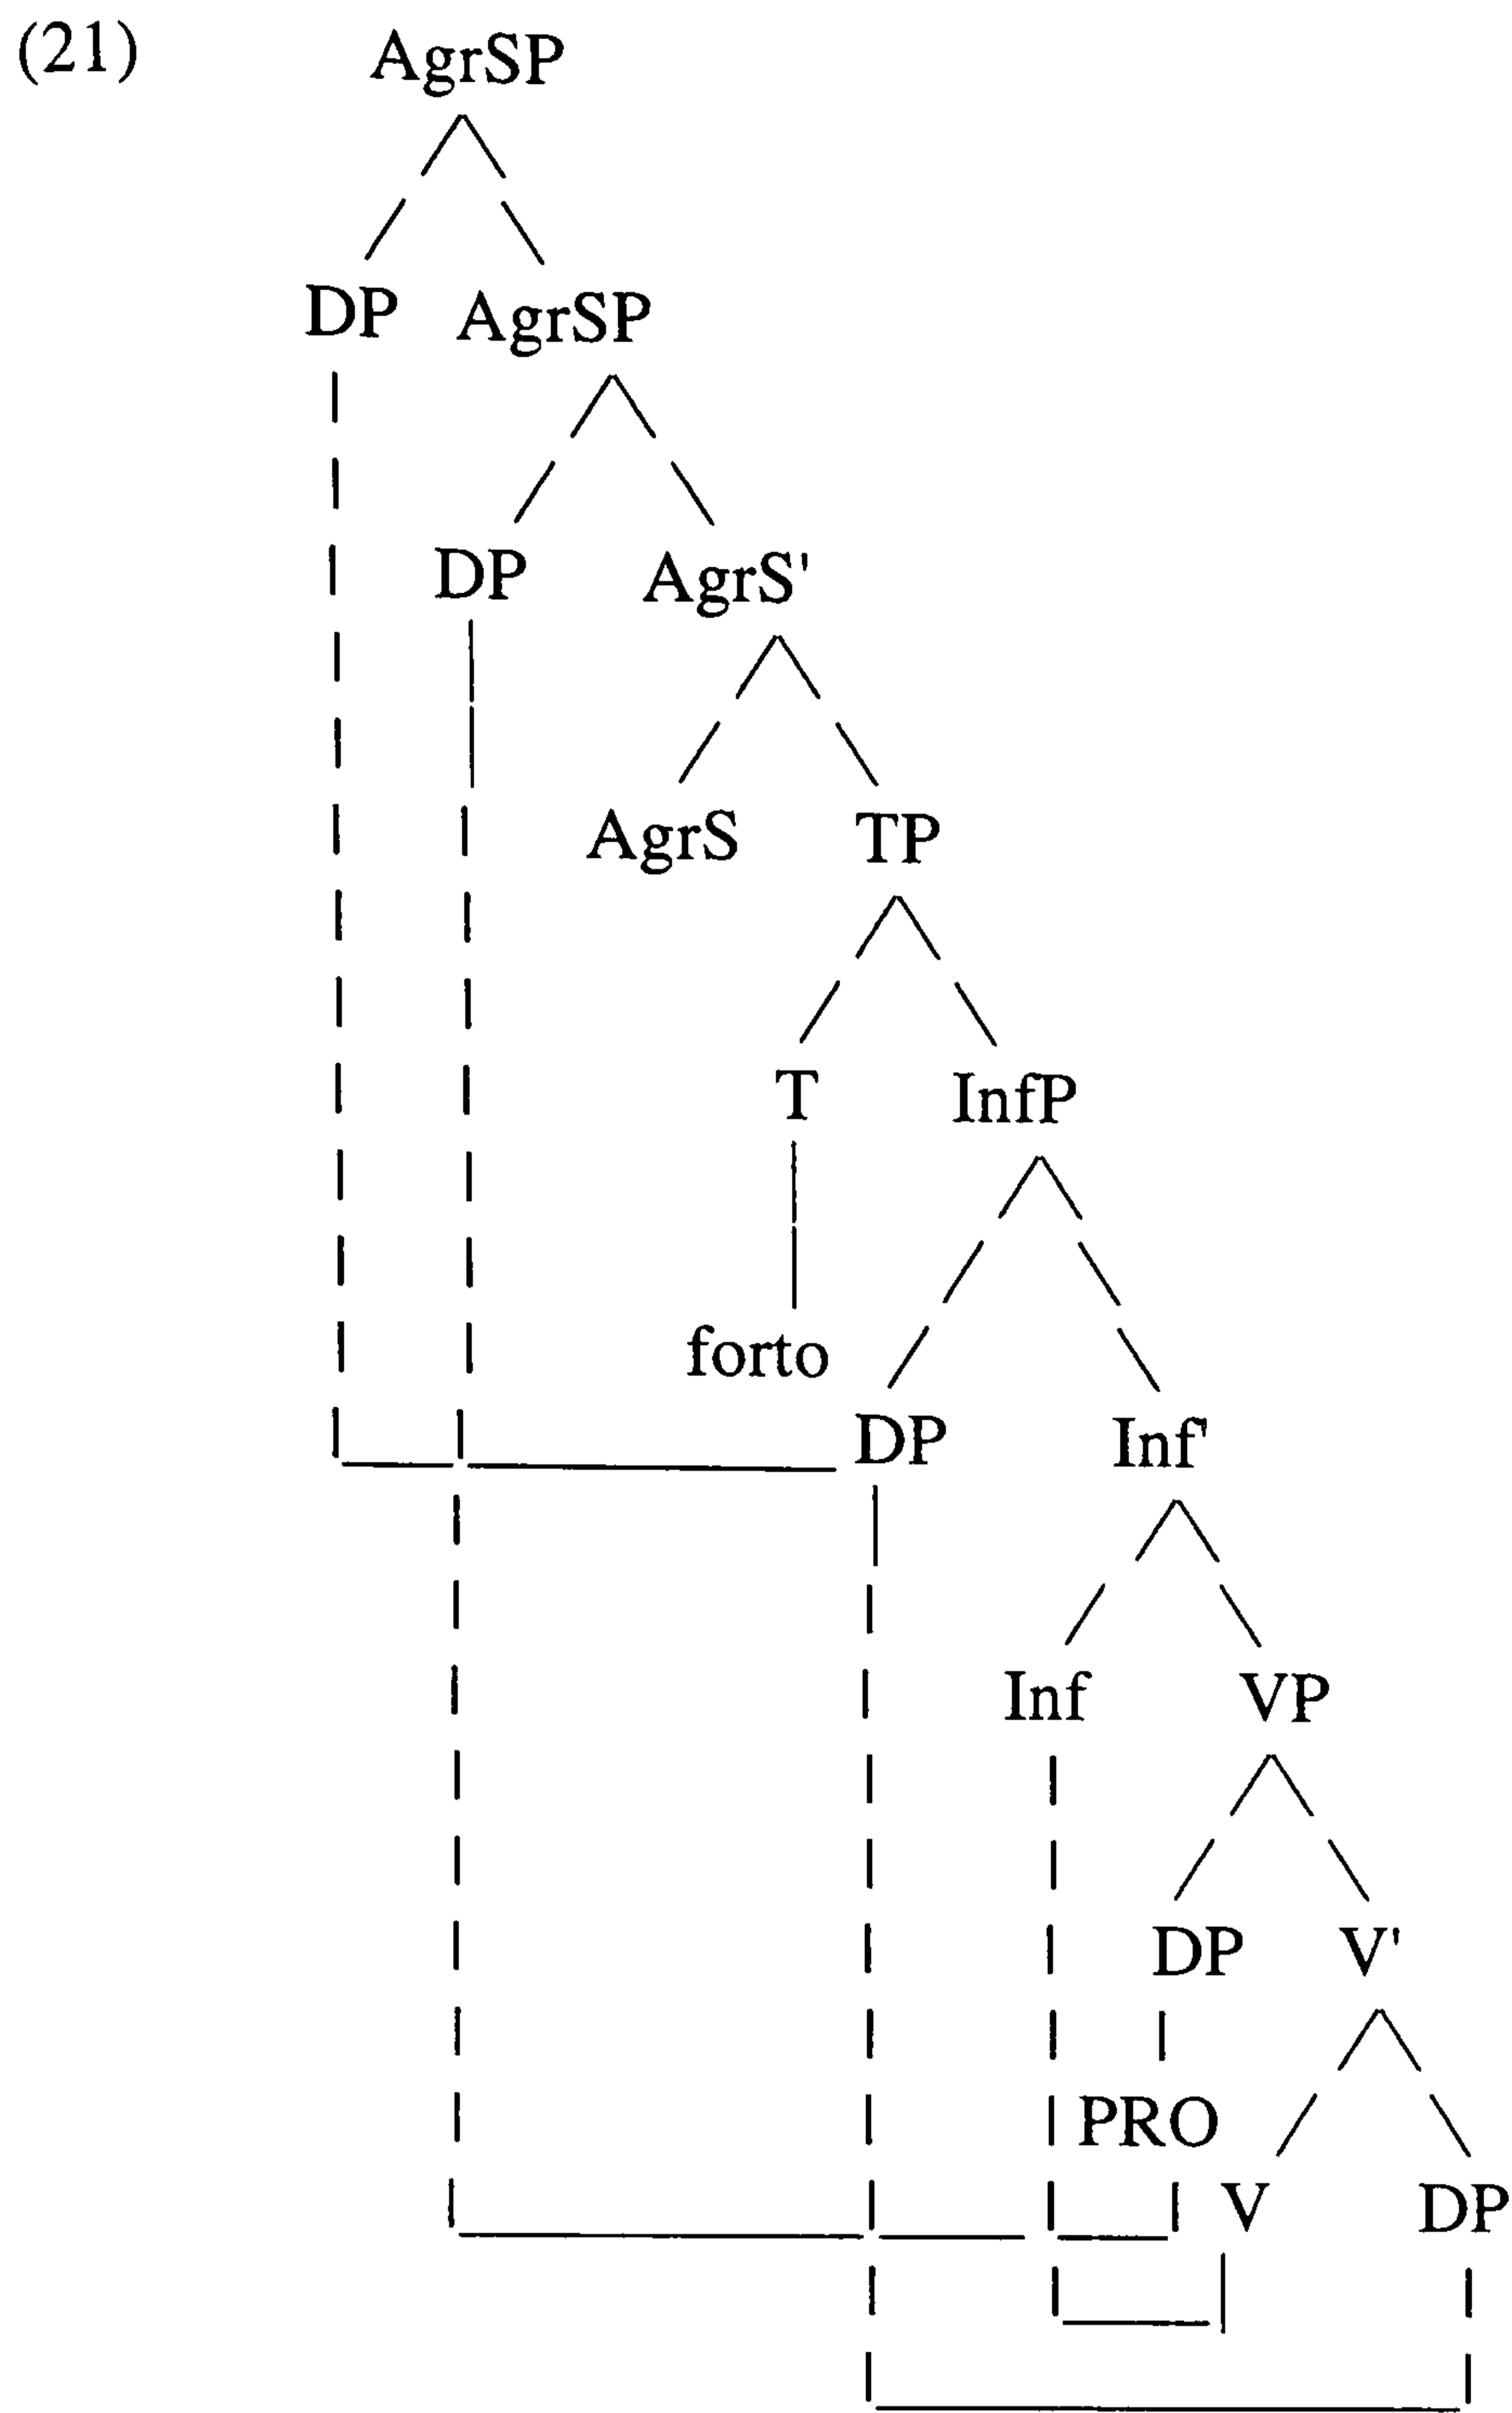 (21) AgrSP
DP AgrSP
DP AgrS'
AgrS TP
T InfP
forto
DP Inf'
Inf VP
DP V'
PRO
V DP